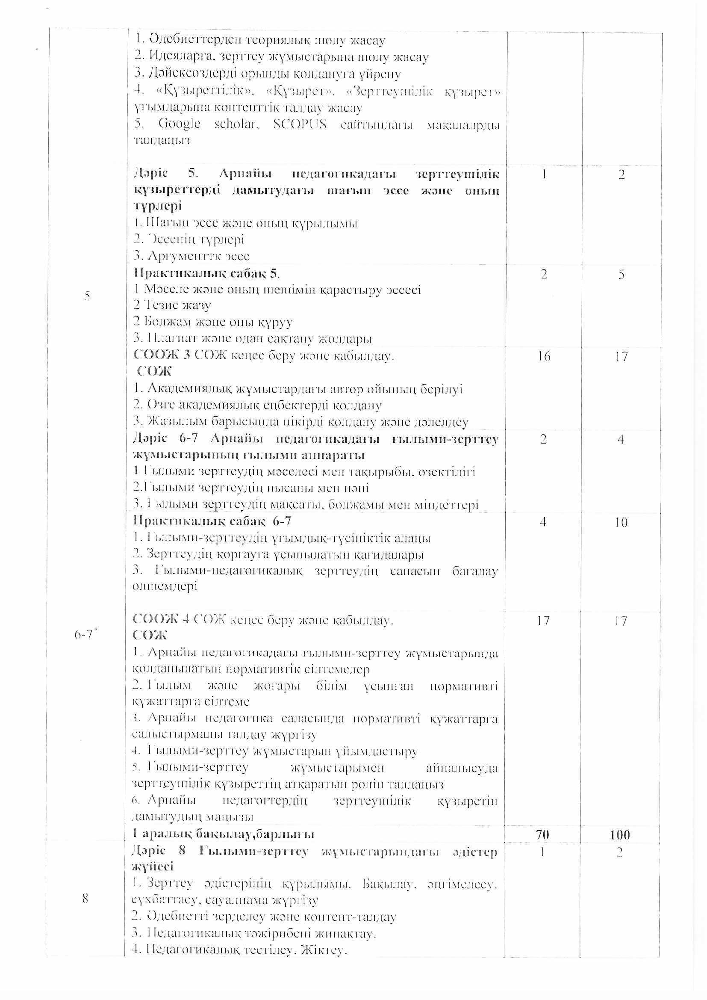 1. Әдебиеттерден теориялық шолу жасау
2. Идеяларға, зерттеу жұмыстарына шолу жасау
3. Дәйексөздерді орынды қолдануға үйрену
4. «Құзыреттілік», «Құзырет», «Зерттеушілік құзырет»
ұғымдарына контенттік талдау жасау
5. Google scholar, SCOPUS сайтындағы мақалалрды
талдаңыз
Дәріс 5. Арнайы педагогикадағы зерттеушілік 1 2
құзыреттерді дамытудағы шағын эссе және оның
түрлері
1. Шағын эссе және оның құрылымы
2. Эссенің түрлері
3. Аргументтк эссе
Практикалық сабақ 5. 2 5
1 Мәселе және оның шешімін қарастыру эссесі
5
2 Тезис жазу
2 Болжам және оны құруу
3. Плагиат және одан сақтану жолдары
СООЖ 3 СОЖ кеңес беру және қабылдау. 16 17
СОЖ
1. Академиялық жұмыстардағы автор ойының берілуі
2. Өзге академиялық еңбектерді қолдану
3. Жазылым барысында пікірді қолдану және дәлелдеу
Дәріс 6-7 Арнайы педагогикадағы ғылыми-зерттеу 2 4
жұмыстарының ғылыми аппараты
1 Ғылыми зерттеудің мәселесі мен тақырыбы, өзектілігі
2.Ғылыми зерттеудің нысаны мен пәні
3. Ғылыми зерттеудің мақсаты, болжамы мен міндеттері
Практикалық сабақ 6-7 4 10
1. Ғылыми-зерттеудің ұғымдық-түсініктік алаңы
2. Зерттеудің қорғауға ұсынылатын қағидалары
3. Ғылыми-педагогикалық зерттеудің сапасын бағалау
өлшемдері
СООЖ 4 СОЖ кеңес беру және қабылдау. 17 17
6-7 СОЖ
1. Арнайы педагогикадағы ғылыми-зерттеу жұмыстарында
қолданылатын нормативтік сілтемелер
2. Ғылым және жоғары білім ұсынған нормативті
құжаттарға сілтеме
3. Арнайы педагогика саласында нормативті құжаттарға
салыстырмалы талдау жүргізу
4. Ғылыми-зерттеу жұмыстарын ұйымдастыру
5. Ғылыми-зерттеу жұмыстарымен айналысуда
зерттеушілік құзыреттің атқаратын ролін талдаңыз
6. Арнайы педагогтердің зерттеушілік құзыретін
дамытудың маңызы
1 аралық бақылау,барлығы 70 100
Дәріс 8 Ғылыми-зерттеу жұмыстарындағы әдістер 1 2
жүйесі
1. Зерттеу әдістерінің құрылымы. Бақылау, әңгімелесу,
8 сұхбаттасу, сауалнама жүргізу
2. Әдебиетті зерделеу және контент-талдау
3. Педагогикалық тәжірибені жинақтау.
4. Педагогикалық тестілеу. Жіктеу.